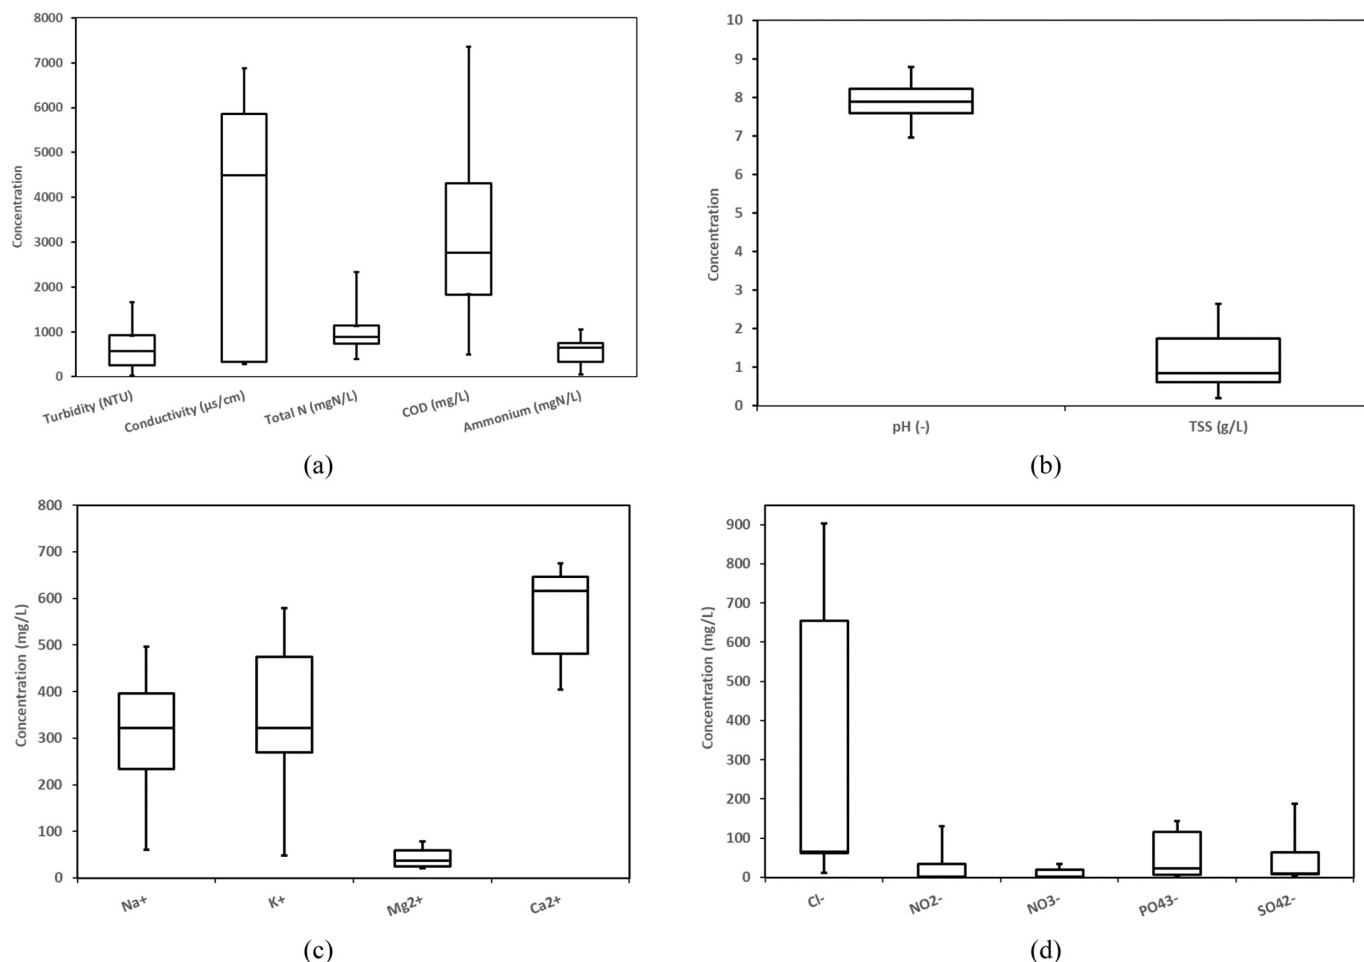 8000
7000
6000
5000
4000
3000
2000
1000
0
Concentration
Turbidity (NTU)
Conductivity (µs/cm)
Total N (mgN/L)
COD (mg/L)
Ammonium (mgN/L)
(a)
10
9
8
7
6
5
4
3
2
1
0
Concentration
pH (-)
TSS (g/L)
(b)
800
700
600
500
400
300
200
100
0
Concentration (mg/L)
Na+
K+
Mg2+
Ca2+
(c)
900
800
700
600
500
400
300
200
100
0
Concentration (mg/L)
Cl-
NO2-
NO3-
PO43-
SO42-
(d)